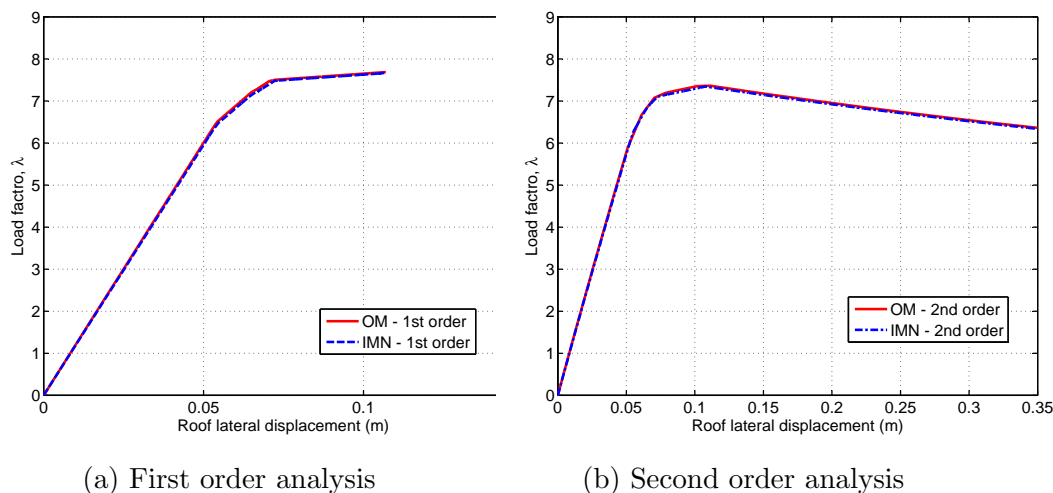 9
8
7
6
5
4
3
2
1
0
Load factro, λ
OM - 1st order
IMN - 1st order
0 0.05 0.1
Roof lateral displacement (m)
(a) First order analysis
9
8
7
6
5
4
3
2
1
0
Load factro, λ
OM - 2nd order
IMN - 2nd order
0 0.05 0.1 0.15 0.2 0.25 0.3 0.35
Roof lateral displacement (m)
(b) Second order analysis